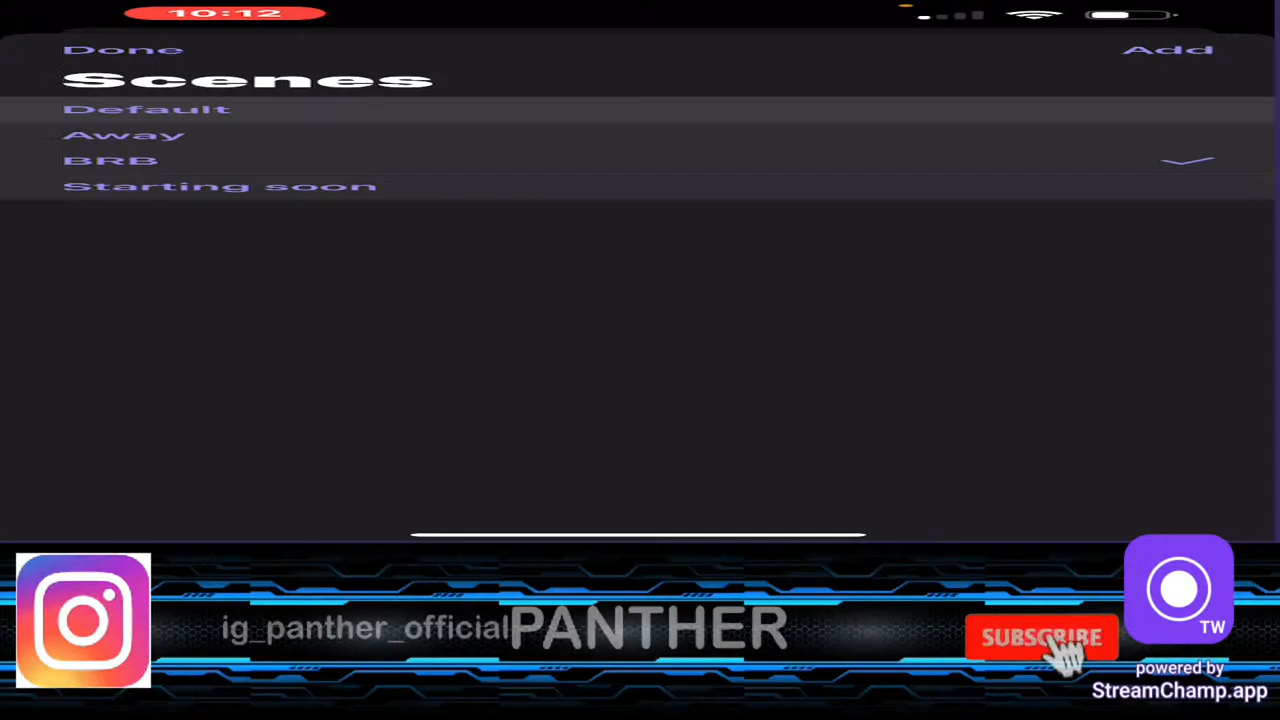 10:12
Done Add
Scenes
Default
Away
BRB
Starting soon
ig_panther_official PANTHER
SUBSCRIBE
TW
powered by
StreamChamp.app